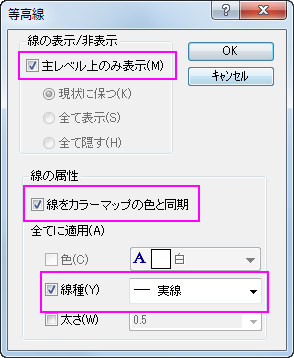 等高線
線の表示/非表示
主レベル上のみ表示(M)
現状に保つ(K)
全て表示(S)
全て隠す(H)
OK
キャンセル
線の属性
線をカラーマップの色と同期
全てに適用(A)
色(C) A 白
線種(Y) 実線
太さ(W) 0.5